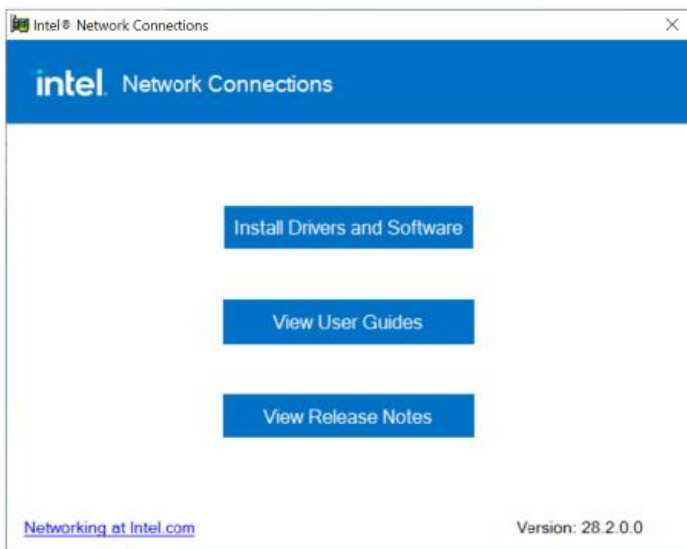 Intel® Network Connections
intel. Network Connections
Install Drivers and Software
View User Guides
View Release Notes
Networking at Intel.com
Version: 28.2.0.0